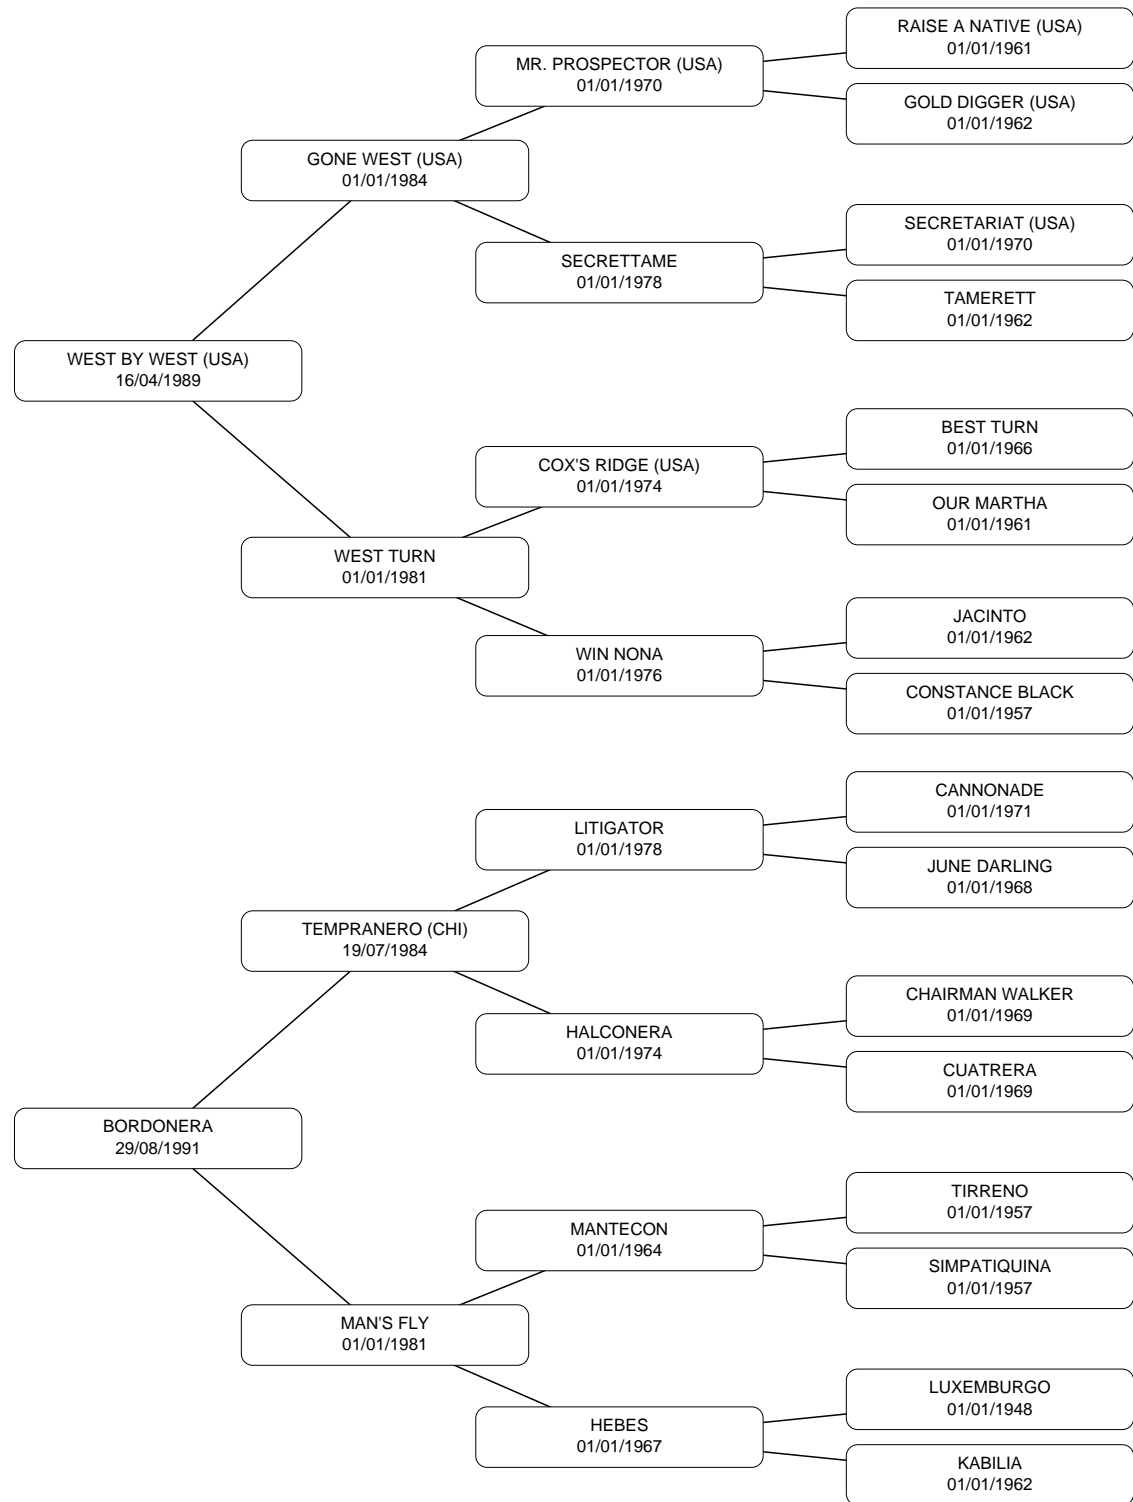 RAISE A NATIVE (USA)
01/01/1961
MR. PROSPECTOR (USA)
01/01/1970
GOLD DIGGER (USA)
01/01/1962
GONE WEST (USA)
01/01/1984
SECRETARIAT (USA)
01/01/1970
SECRETTAME
01/01/1978
TAMERETT
01/01/1962
WEST BY WEST (USA)
16/04/1989
BEST TURN
01/01/1966
COX'S RIDGE (USA)
01/01/1974
OUR MARTHA
01/01/1961
WEST TURN
01/01/1981
JACINTO
01/01/1962
WIN NONA
01/01/1976
CONSTANCE BLACK
01/01/1957
CANNONADE
01/01/1971
LITIGATOR
01/01/1978
JUNE DARLING
01/01/1968
TEMPRANERO (CHI)
19/07/1984
CHAIRMAN WALKER
01/01/1969
HALCONERA
01/01/1974
CUATRERA
01/01/1969
BORDONERA
29/08/1991
TIRRENO
01/01/1957
MANTECON
01/01/1964
SIMPATIQUINA
01/01/1957
MAN'S FLY
01/01/1981
LUXEMBURGO
01/01/1948
HEBES
01/01/1967
KABILIA
01/01/1962